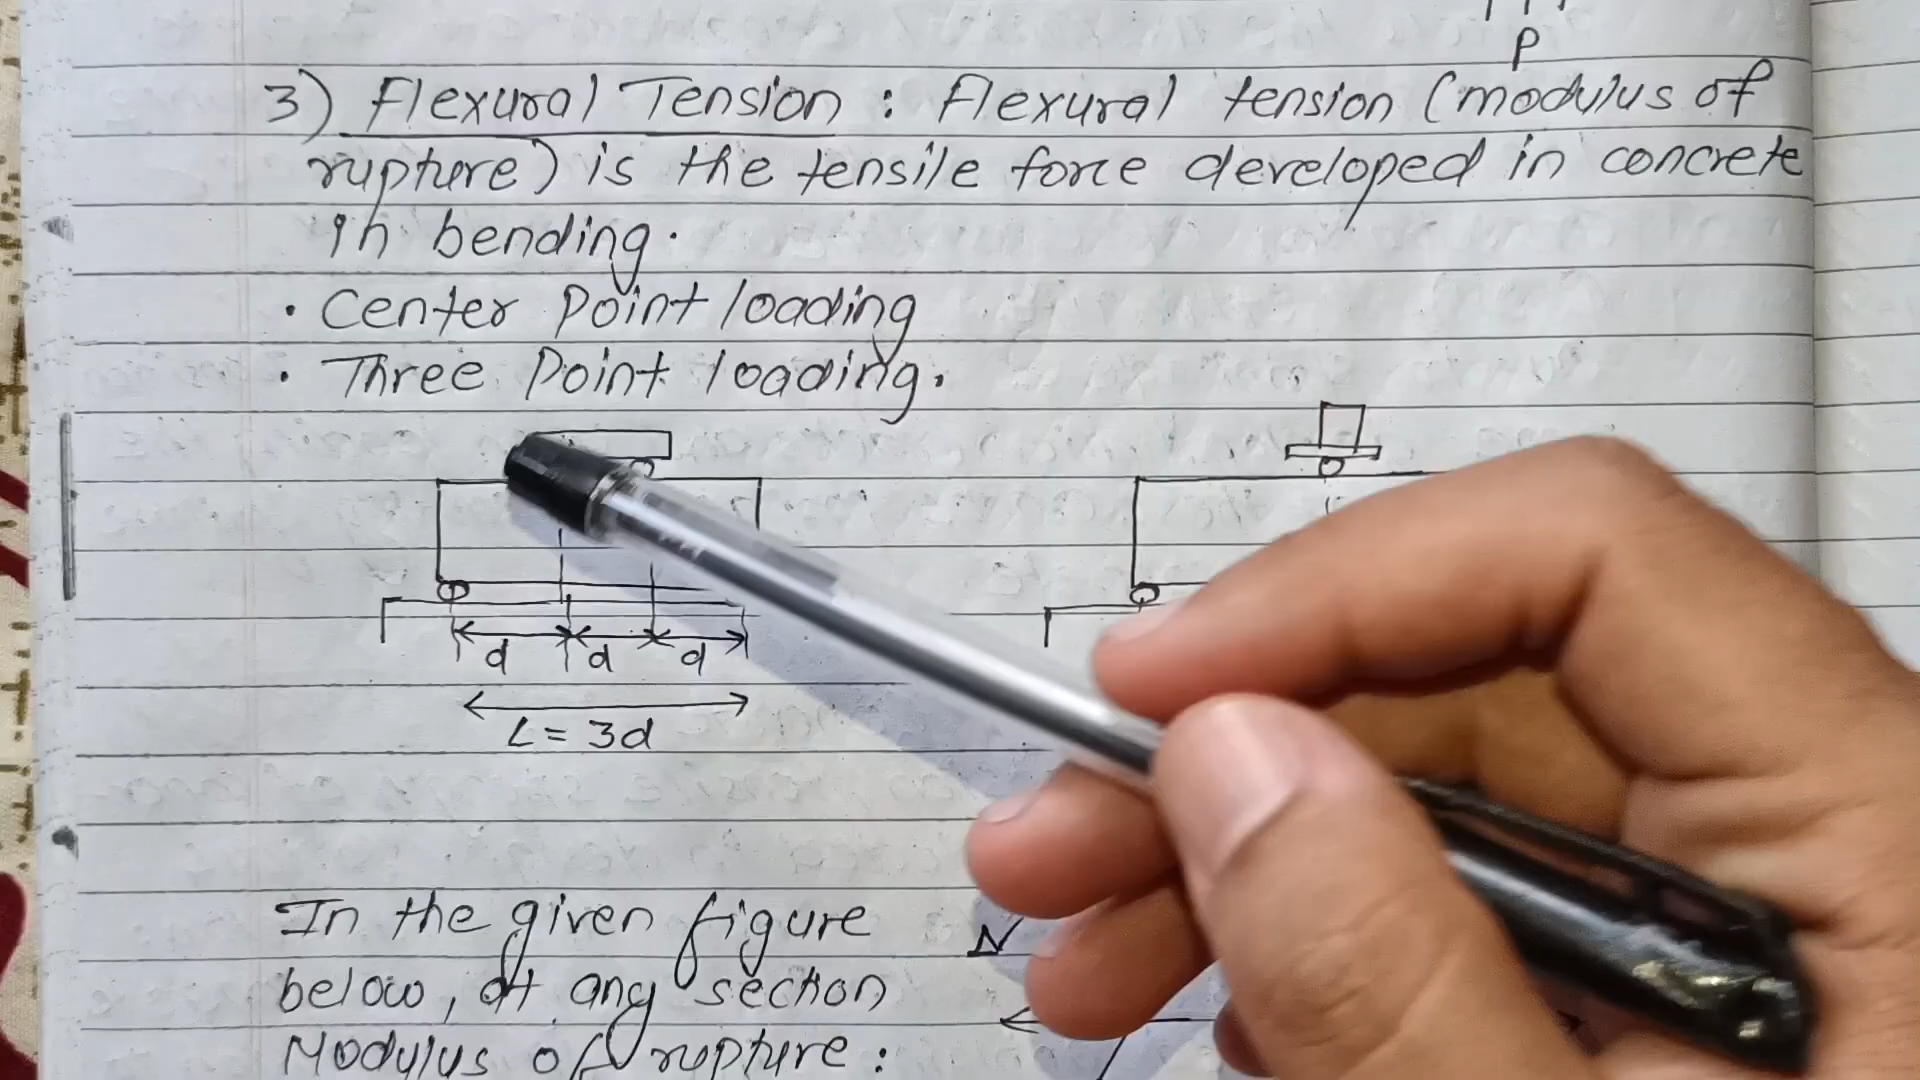 P
3) Flexural Tension : Flexural tension (modulus of
rupture) is the tensile force developed in concrete
in bending.
• Center Point loading
• Three Point loading.
d d d
L = 3d
In the given figure
below, at any section
Modulus of rupture :